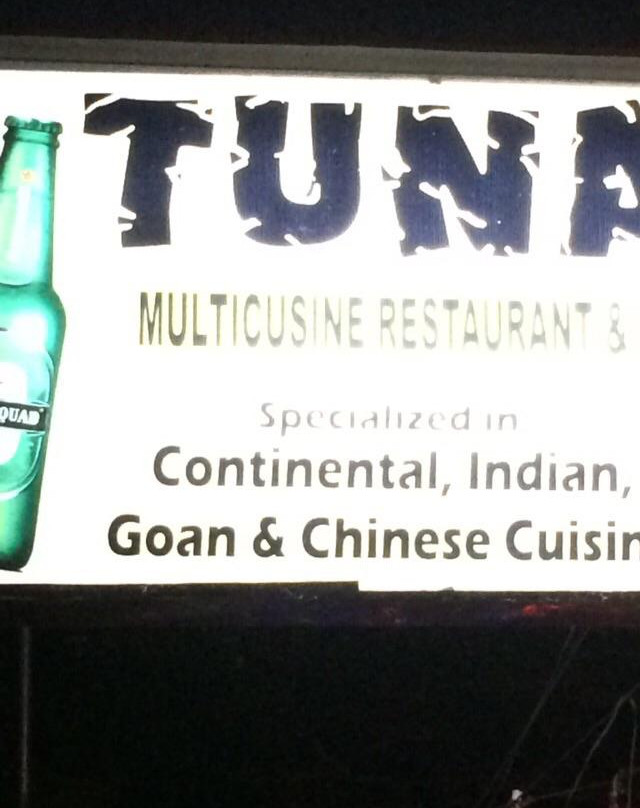 TUNA
MULTICUSINE RESTAURANT &
Specialized in
Continental, Indian,
Goan & Chinese Cuisin
QUAD